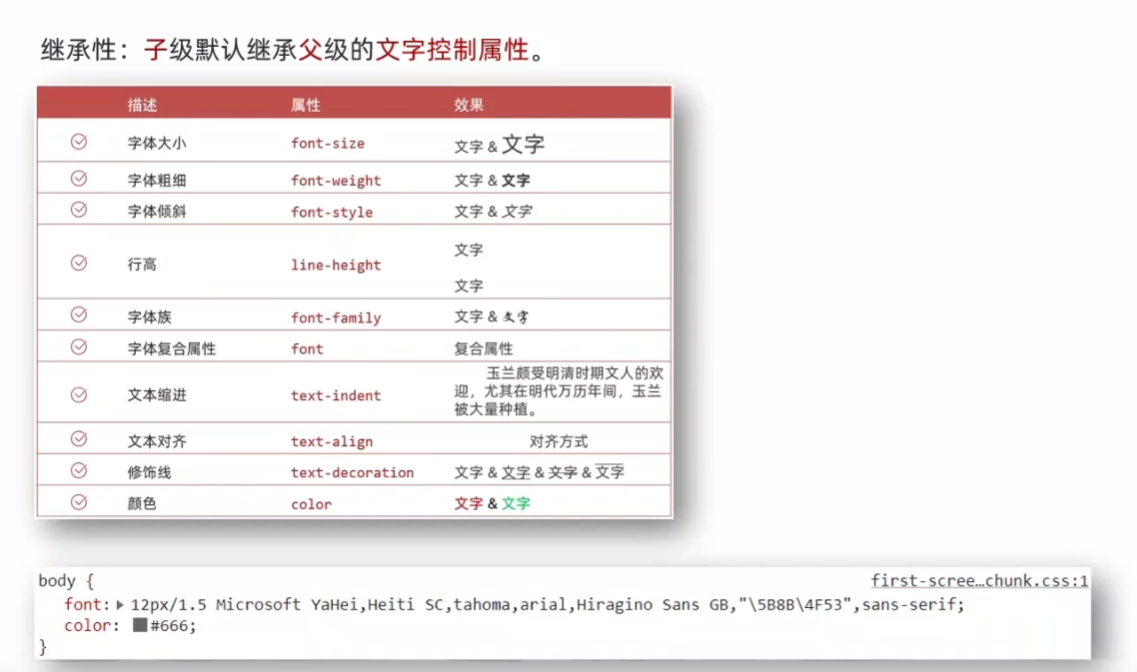 继承性：子级默认继承父级的文字控制属性。
描述 属性 效果
字体大小 font-size 文字 & 文字
字体粗细 font-weight 文字 & 文字
字体倾斜 font-style 文字 & 文字
行高 line-height 文字
文字
字体族 font-family 文字 & 文字
字体复合属性 font 复合属性
文本缩进 text-indent 玉兰颇受明清时期文人的欢
迎，尤其在明代万历年间，玉兰
被大量种植。
文本对齐 text-align 对齐方式
修饰线 text-decoration 文字 & 文字 & 文字 & 文字
颜色 color 文字 & 文字
body { first-scree…chunk.css:1
font: 12px/1.5 Microsoft YaHei,Heiti SC,tahoma,arial,Hiragino Sans GB,"\5B8B\4F53",sans-serif;
color: #666;
}